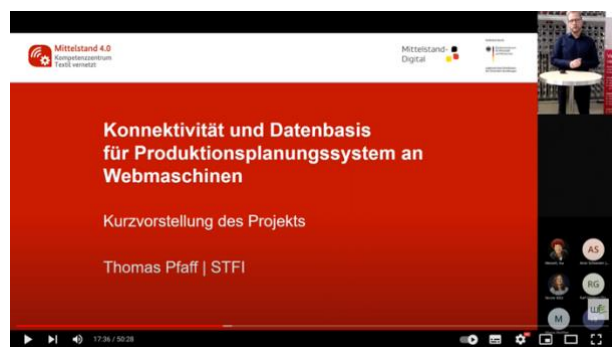 Mittelstand 4.0
Kompetenzzentrum
Textil vernetzt
Mittelstand-
Digital
Konnektivität und Datenbasis
für Produktionsplanungssystem an
Webmaschinen
Kurzvorstellung des Projekts
Thomas Pfaff | STFI
AS
RG
M
17:36 / 50:28